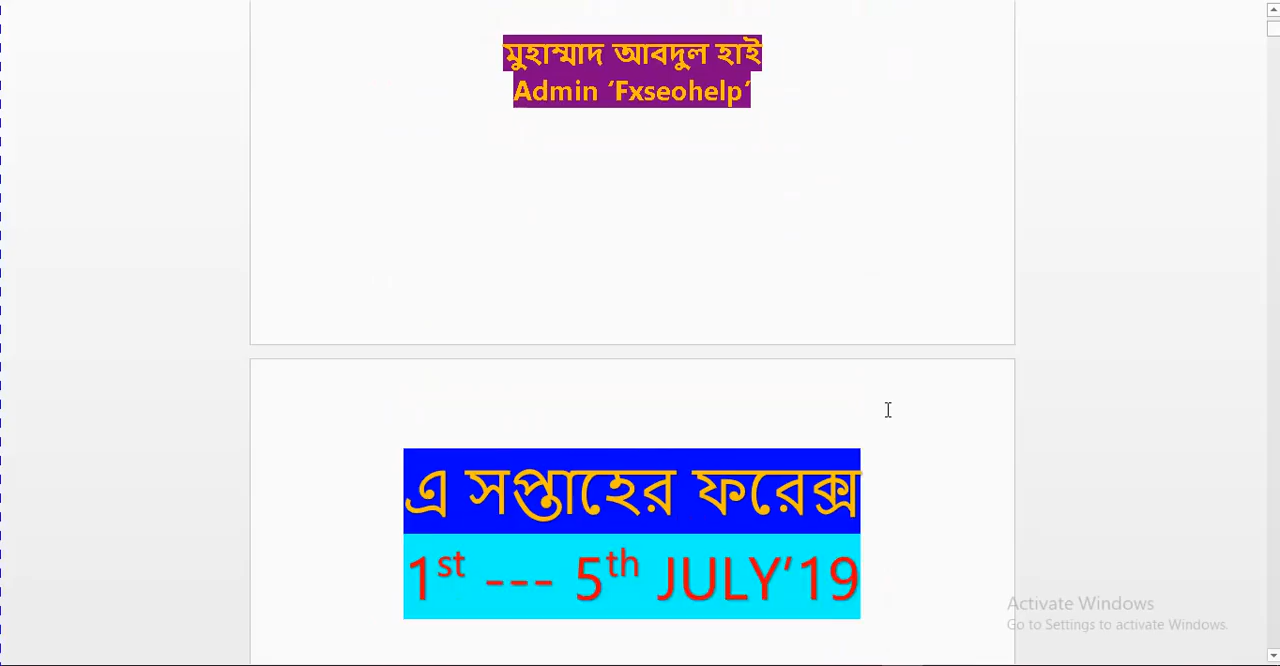 মুহাম্মাদ আবদুল হাই
Admin ‘Fxseohelp’
এ সপ্তাহের ফরেক্স
1st --- 5th JULY’19
Activate Windows
Go to Settings to activate Windows.